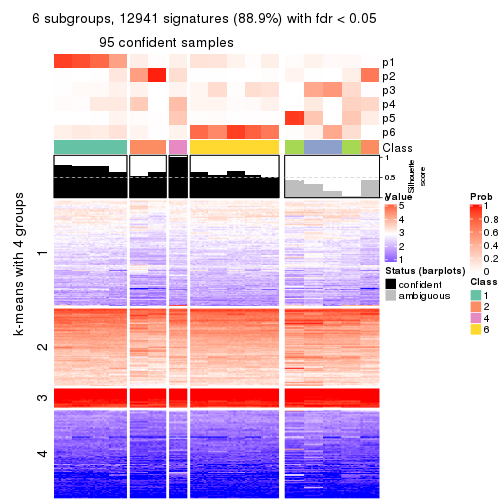 6 subgroups, 12941 signatures (88.9%) with fdr < 0.05
95 confident samples
p1
p2
p3
p4
p5
p6
Class
1
0.5
0
Silhouette
score
k-means with 4 groups
1
2
3
4
Value
5
4
3
2
1
Status (barplots)
confident
ambiguous
Prob
1
0.8
0.6
0.4
0.2
0
Class
1
2
4
6